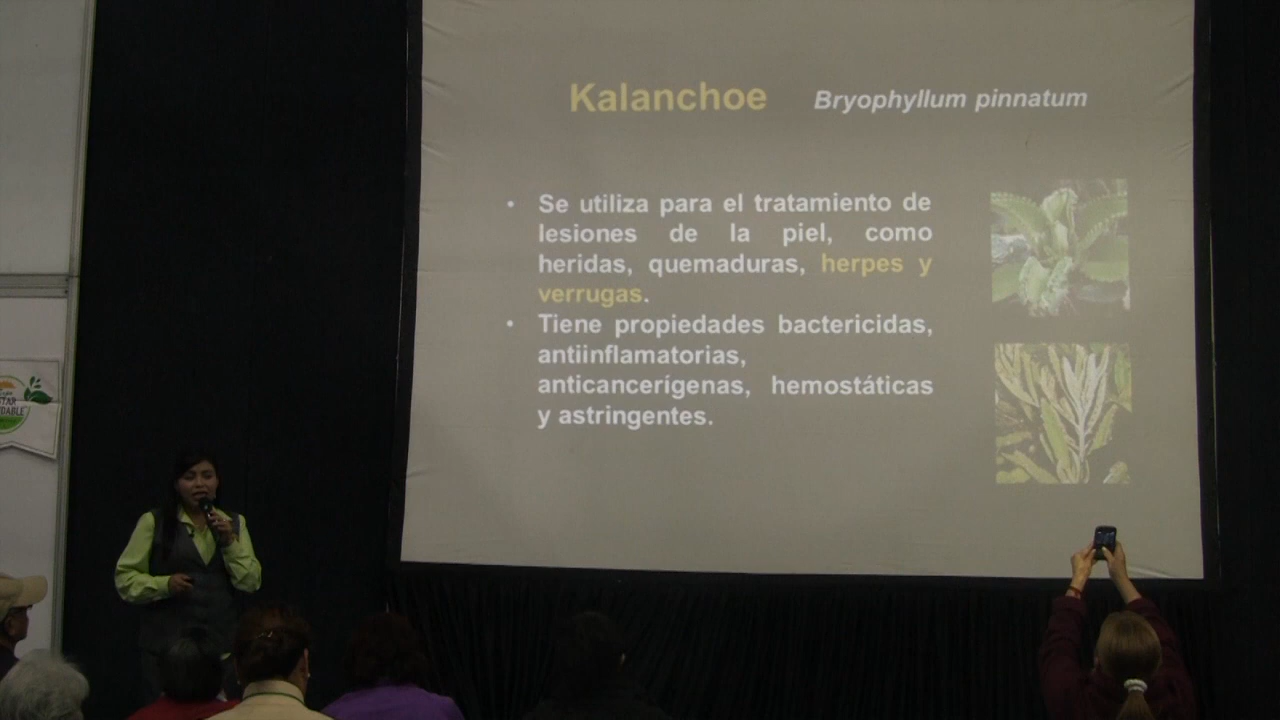 Kalanchoe Bryophyllum pinnatum
• Se utiliza para el tratamiento de
lesiones de la piel, como
heridas, quemaduras, herpes y
verrugas.
• Tiene propiedades bactericidas,
antiinflamatorias,
anticancerígenas, hemostáticas
y astringentes.